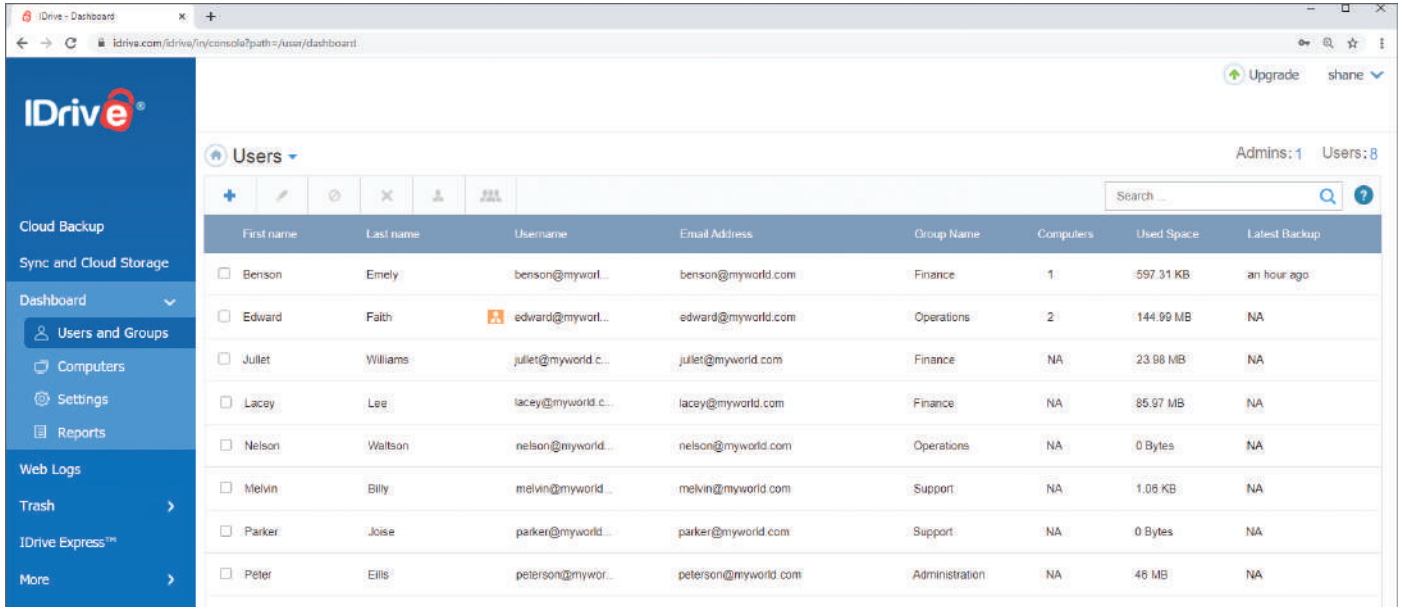 IDrive - Dashboard
idrive.com/idrive/in/console?path=/user/dashboard
Upgrade shane
IDrive®
Users Admins: 1 Users: 8
Search ...
First name Last name Username Email Address Group Name Computers Used Space Latest Backup
Benson Emely benson@myworl... benson@myworld.com Finance 1 597.31 KB an hour ago
Edward Faith edward@myworl... edward@myworld.com Operations 2 144.99 MB NA
Juliet Williams juliet@myworld.c... juliet@myworld.com Finance NA 23.98 MB NA
Lacey Lee lacey@myworld.c... lacey@myworld.com Finance NA 85.97 MB NA
Nelson Waltson nelson@myworld... nelson@myworld.com Operations NA 0 Bytes NA
Melvin Billy melvin@myworld... melvin@myworld.com Support NA 1.06 KB NA
Parker Joise parker@myworld... parker@myworld.com Support NA 0 Bytes NA
Peter Eills peterson@mywor... peterson@myworld.com Administration NA 46 MB NA
Cloud Backup
Sync and Cloud Storage
Dashboard
Users and Groups
Computers
Settings
Reports
Web Logs
Trash
IDrive Express™
More